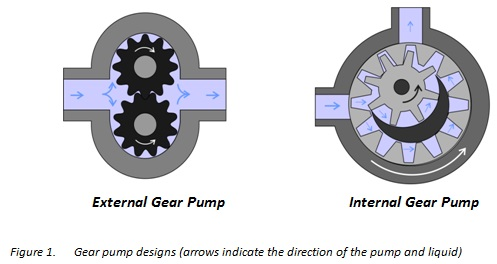 External Gear Pump
Internal Gear Pump
Figure 1. Gear pump designs (arrows indicate the direction of the pump and liquid)